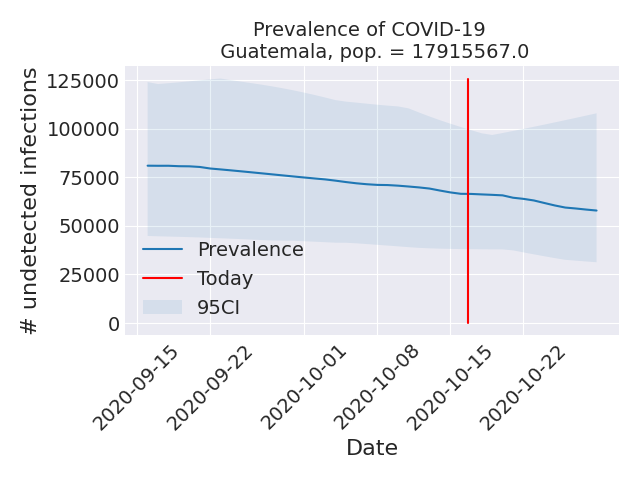 Prevalence of COVID-19
Guatemala, pop. = 17915567.0
# undetected infections
125000
100000
75000
50000
25000
0
Prevalence
Today
95CI
2020-09-15
2020-09-22
2020-10-01
2020-10-08
2020-10-15
2020-10-22
Date